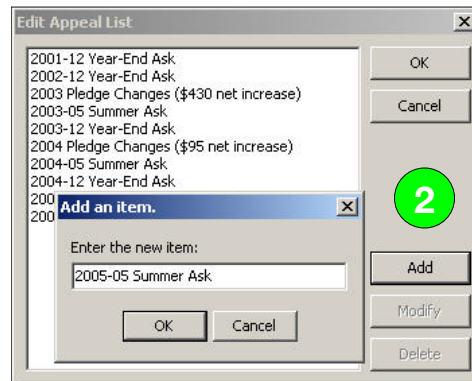 Edit Appeal List
2001-12 Year-End Ask
2002-12 Year-End Ask
2003 Pledge Changes ($430 net increase)
2003-05 Summer Ask
2003-12 Year-End Ask
2004 Pledge Changes ($95 net increase)
2004-05 Summer Ask
2004-12 Year-End Ask
200
200
OK
Cancel
2
Add
Modify
Delete
Add an item.
Enter the new item:
2005-05 Summer Ask
OK
Cancel